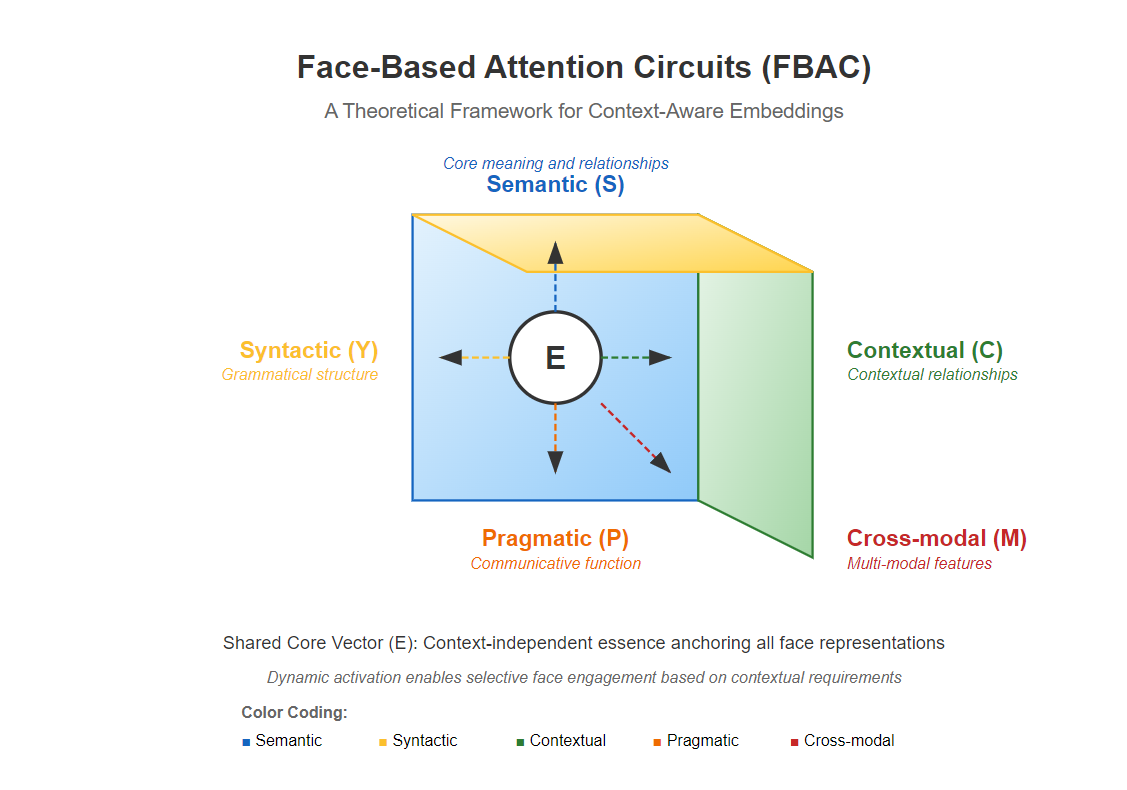 Face-Based Attention Circuits (FBAC)
A Theoretical Framework for Context-Aware Embeddings
Core meaning and relationships
Semantic (S)
Syntactic (Y)
Grammatical structure
E
Contextual (C)
Contextual relationships
Pragmatic (P)
Communicative function
Cross-modal (M)
Multi-modal features
Shared Core Vector (E): Context-independent essence anchoring all face representations
Dynamic activation enables selective face engagement based on contextual requirements
Color Coding:
Semantic Syntactic Contextual Pragmatic Cross-modal